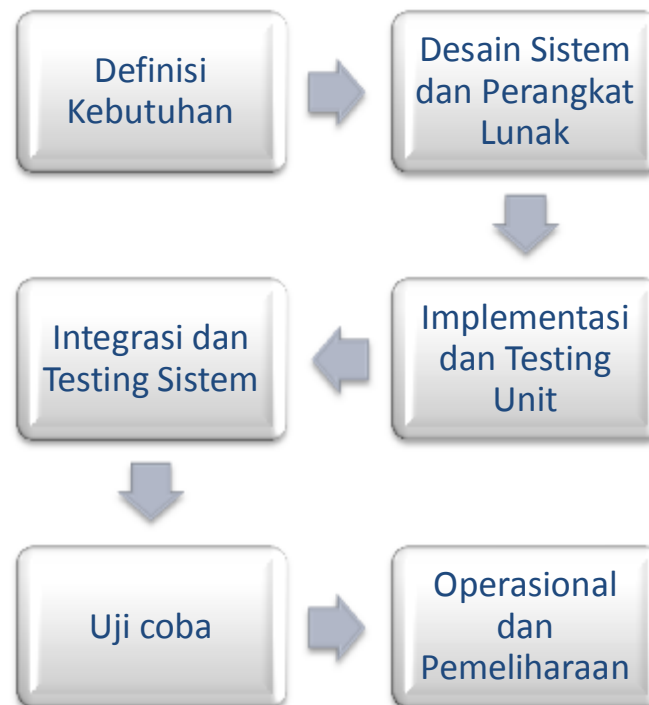 Definisi
Kebutuhan
Desain Sistem
dan Perangkat
Lunak
Implementasi
dan Testing
Unit
Integrasi dan
Testing Sistem
Uji coba
Operasional
dan
Pemeliharaan